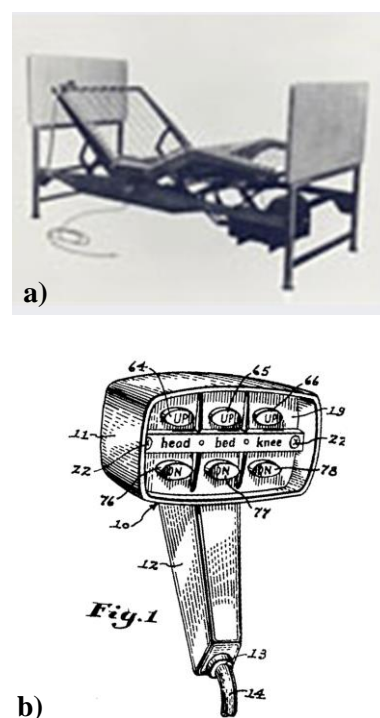 a)
64 65 66
UP UP UP
19
11
head bed knee
22 22
DN DN DN
76 77 78
10
12
Fig. 1
13
14
b)